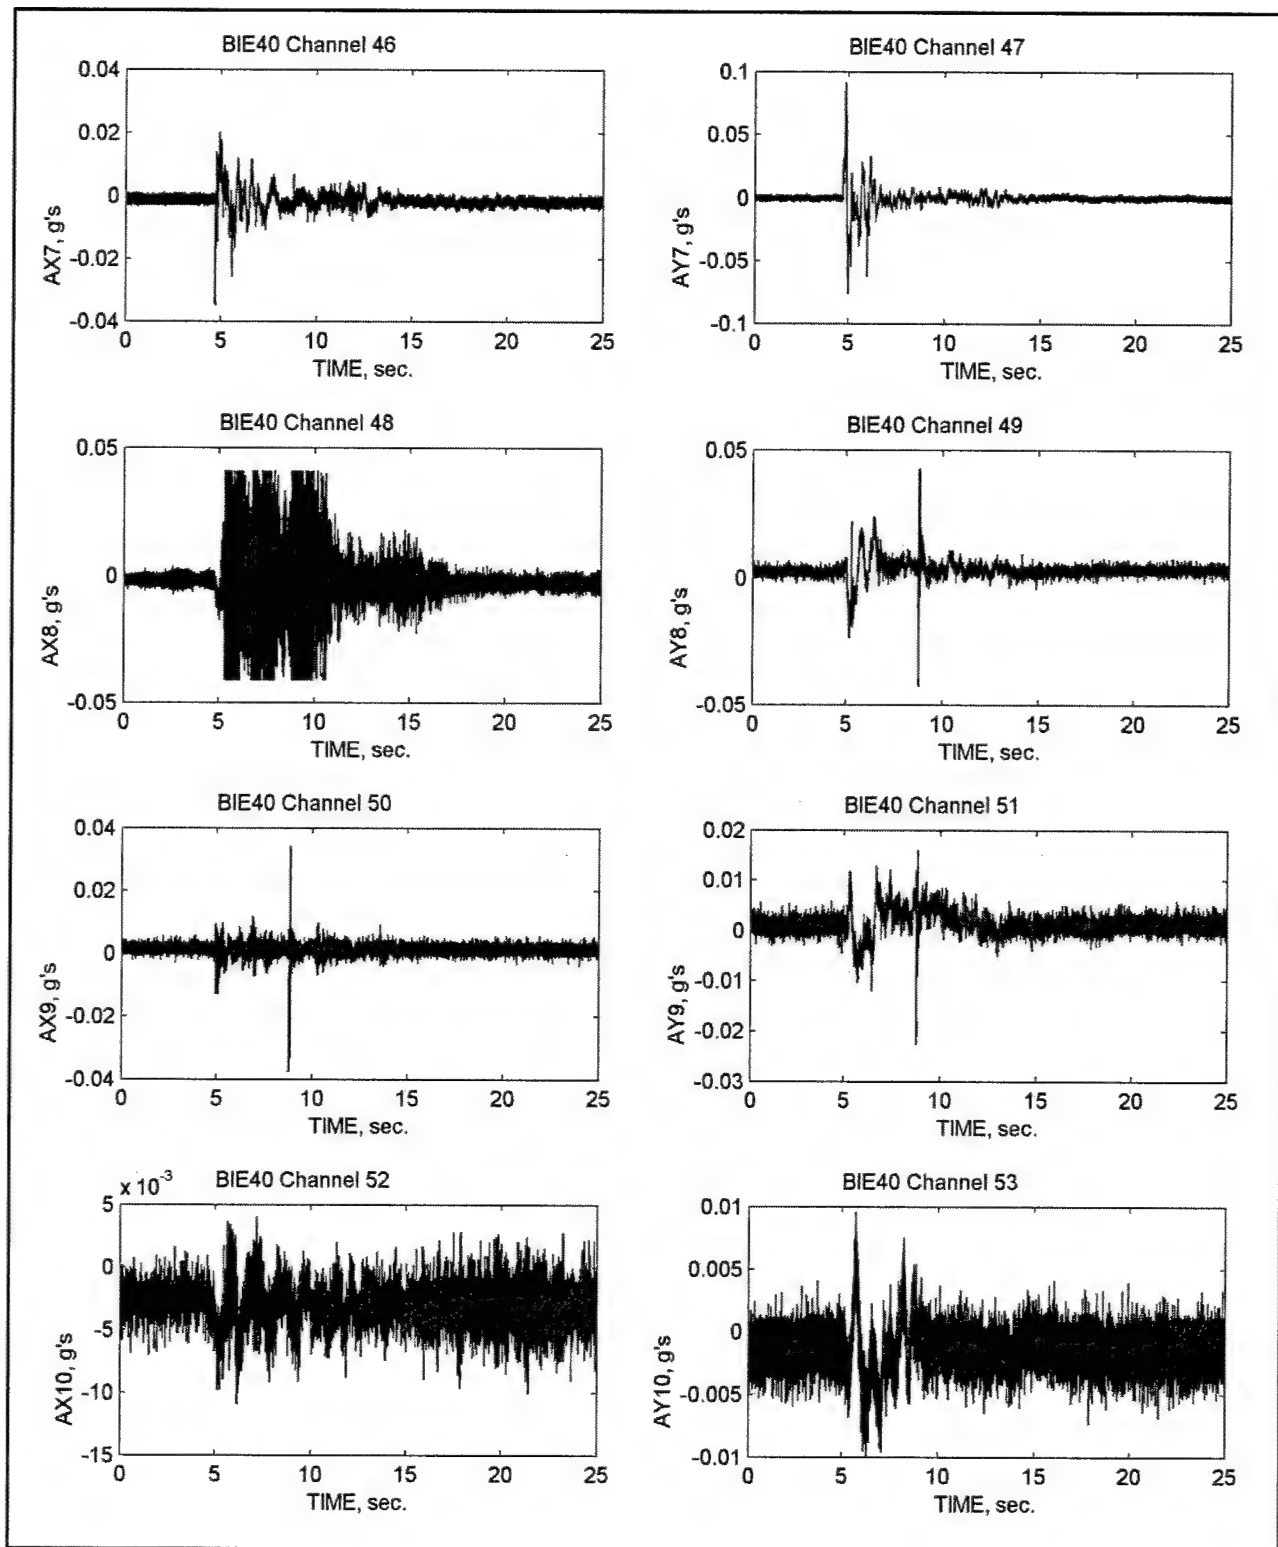 BIE40 Channel 46
0.04
0.02
0
-0.02
-0.04
AX7, g's
0 5 10 15 20 25
TIME, sec.
BIE40 Channel 47
0.1
0.05
0
-0.05
-0.1
AY7, g's
0 5 10 15 20 25
TIME, sec.
BIE40 Channel 48
0.05
0
-0.05
AX8, g's
0 5 10 15 20 25
TIME, sec.
BIE40 Channel 49
0.05
0
-0.05
AY8, g's
0 5 10 15 20 25
TIME, sec.
BIE40 Channel 50
0.04
0.02
0
-0.02
-0.04
AX9, g's
0 5 10 15 20 25
TIME, sec.
BIE40 Channel 51
0.02
0.01
0
-0.01
-0.02
-0.03
AY9, g's
0 5 10 15 20 25
TIME, sec.
x 10-3
BIE40 Channel 52
5
0
-5
-10
-15
AX10, g's
0 5 10 15 20 25
TIME, sec.
BIE40 Channel 53
0.01
0.005
0
-0.005
-0.01
AY10, g's
0 5 10 15 20 25
TIME, sec.